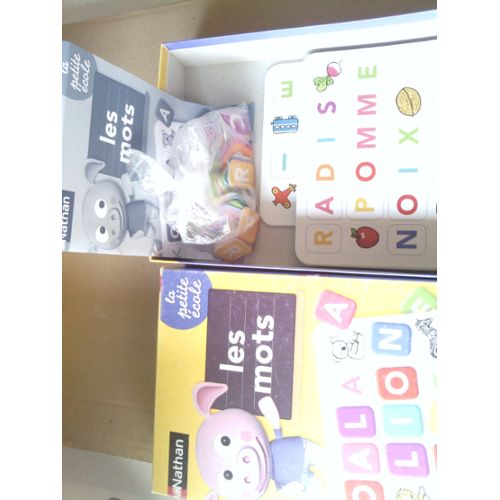 la
petite
école
les
mots
A
Nathan
R
RADIS
POMME
NOIX
la
petite
école
les
mots
A
Nathan
LION